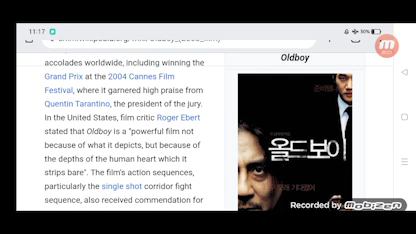 11:17
30%
accolades worldwide, including winning the
Grand Prix at the 2004 Cannes Film
Festival, where it garnered high praise from
Quentin Tarantino, the president of the jury.
In the United States, film critic Roger Ebert
stated that Oldboy is a "powerful film not
because of what it depicts, but because of
the depths of the human heart which it
strips bare". The film's action sequences,
particularly the single shot corridor fight
sequence, also received commendation for
Oldboy
올드보이
Recorded by mobizen